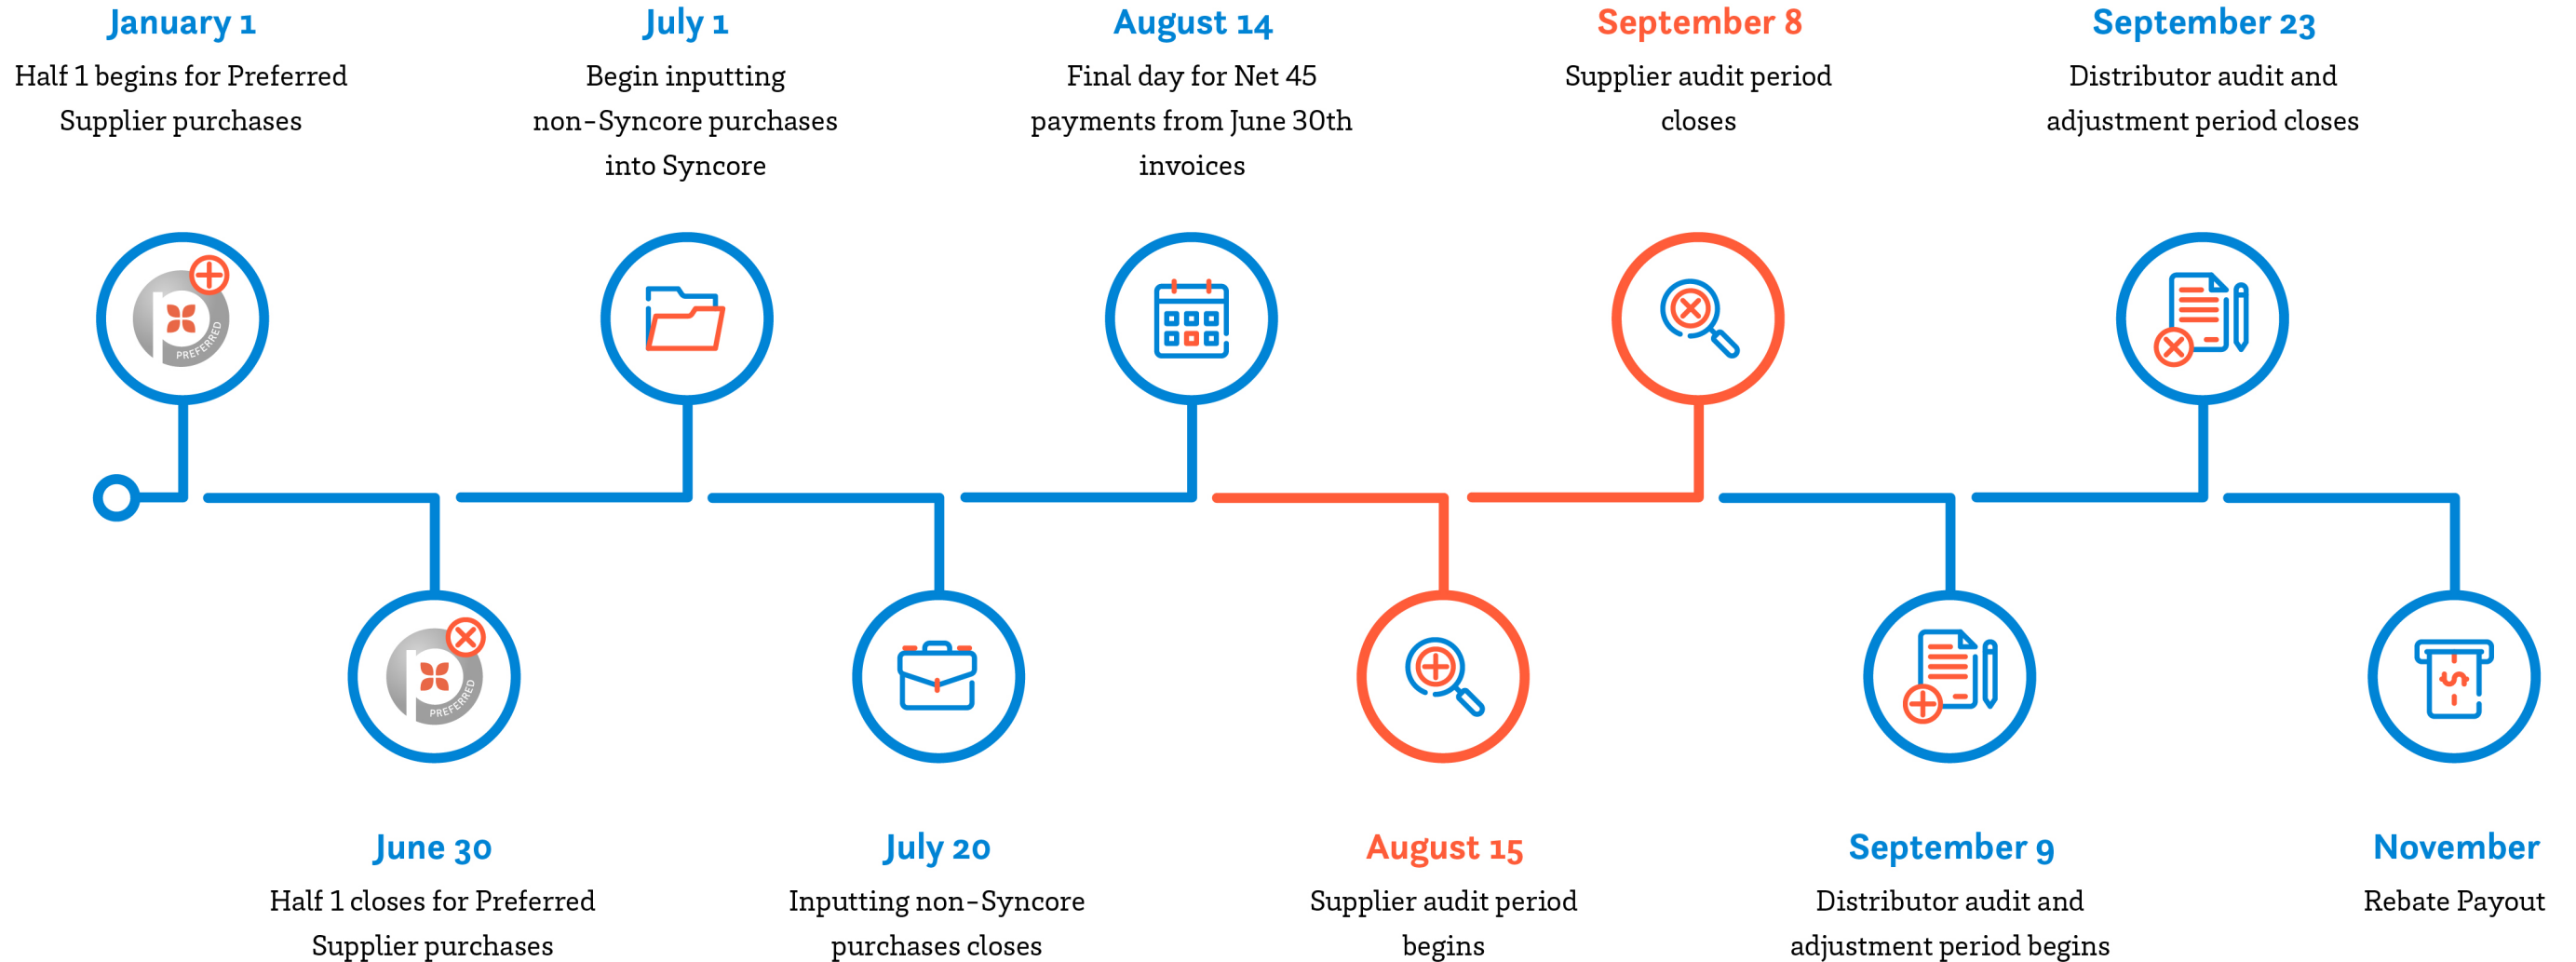 January 1
Half 1 begins for Preferred
Supplier purchases
July 1
Begin inputting
non-Syncore purchases
into Syncore
August 14
Final day for Net 45
payments from June 30th
invoices
September 8
Supplier audit period
closes
September 23
Distributor audit and
adjustment period closes
PREFERRED
PREFERRED
$
June 30
Half 1 closes for Preferred
Supplier purchases
July 20
Inputting non-Syncore
purchases closes
August 15
Supplier audit period
begins
September 9
Distributor audit and
adjustment period begins
November
Rebate Payout